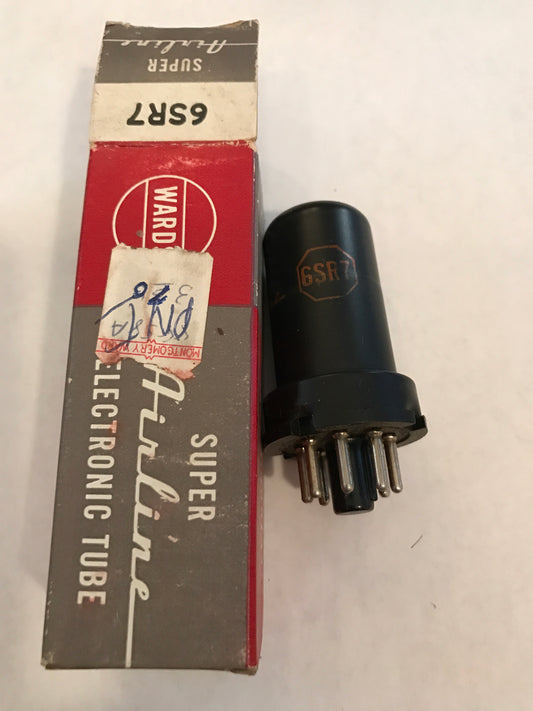 SUPER
Airline
6SR7
WARDS
MONTGOMERY WARD
SUPER
Airline
ELECTRONIC TUBE
6SR7